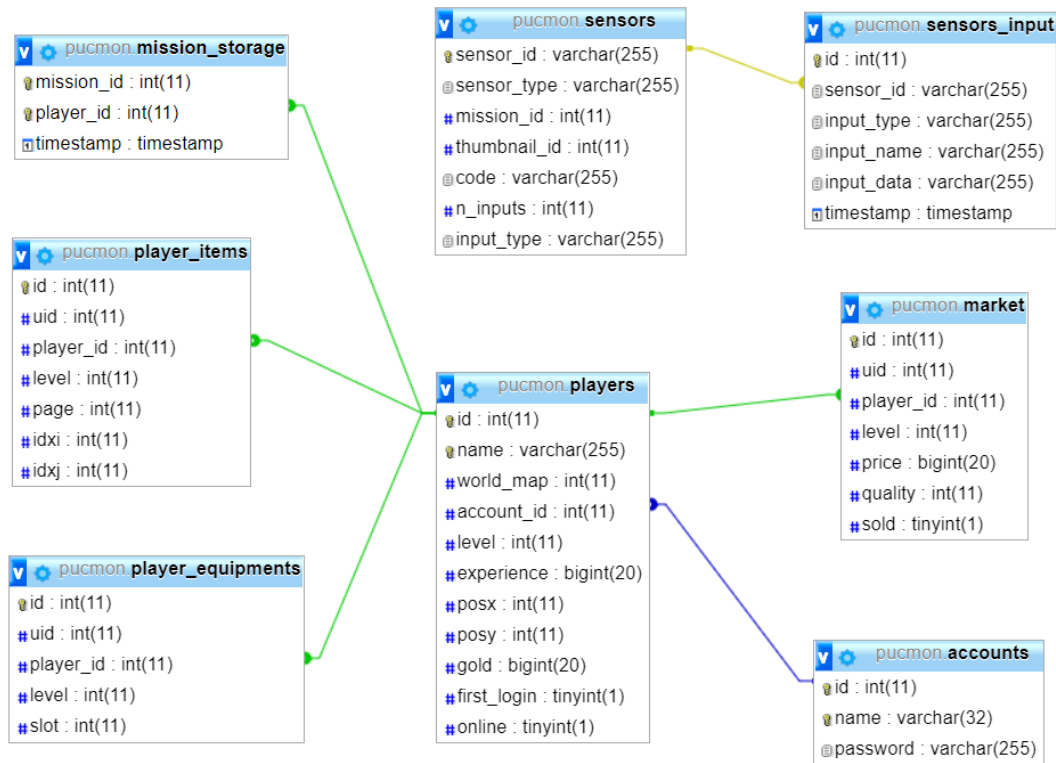 pucmon.mission_storage
mission_id : int(11)
player_id : int(11)
timestamp : timestamp
pucmon.sensors
sensor_id : varchar(255)
sensor_type : varchar(255)
mission_id : int(11)
thumbnail_id : int(11)
code : varchar(255)
n_inputs : int(11)
input_type : varchar(255)
pucmon.sensors_input
id : int(11)
sensor_id : varchar(255)
input_type : varchar(255)
input_name : varchar(255)
input_data : varchar(255)
timestamp : timestamp
pucmon.player_items
id : int(11)
uid : int(11)
player_id : int(11)
level : int(11)
page : int(11)
idxi : int(11)
idxj : int(11)
pucmon.players
id : int(11)
name : varchar(255)
world_map : int(11)
account_id : int(11)
level : int(11)
experience : bigint(20)
posx : int(11)
posy : int(11)
gold : bigint(20)
first_login : tinyint(1)
online : tinyint(1)
pucmon.market
id : int(11)
uid : int(11)
player_id : int(11)
level : int(11)
price : bigint(20)
quality : int(11)
sold : tinyint(1)
pucmon.player_equipments
id : int(11)
uid : int(11)
player_id : int(11)
level : int(11)
slot : int(11)
pucmon.accounts
id : int(11)
name : varchar(32)
password : varchar(255)